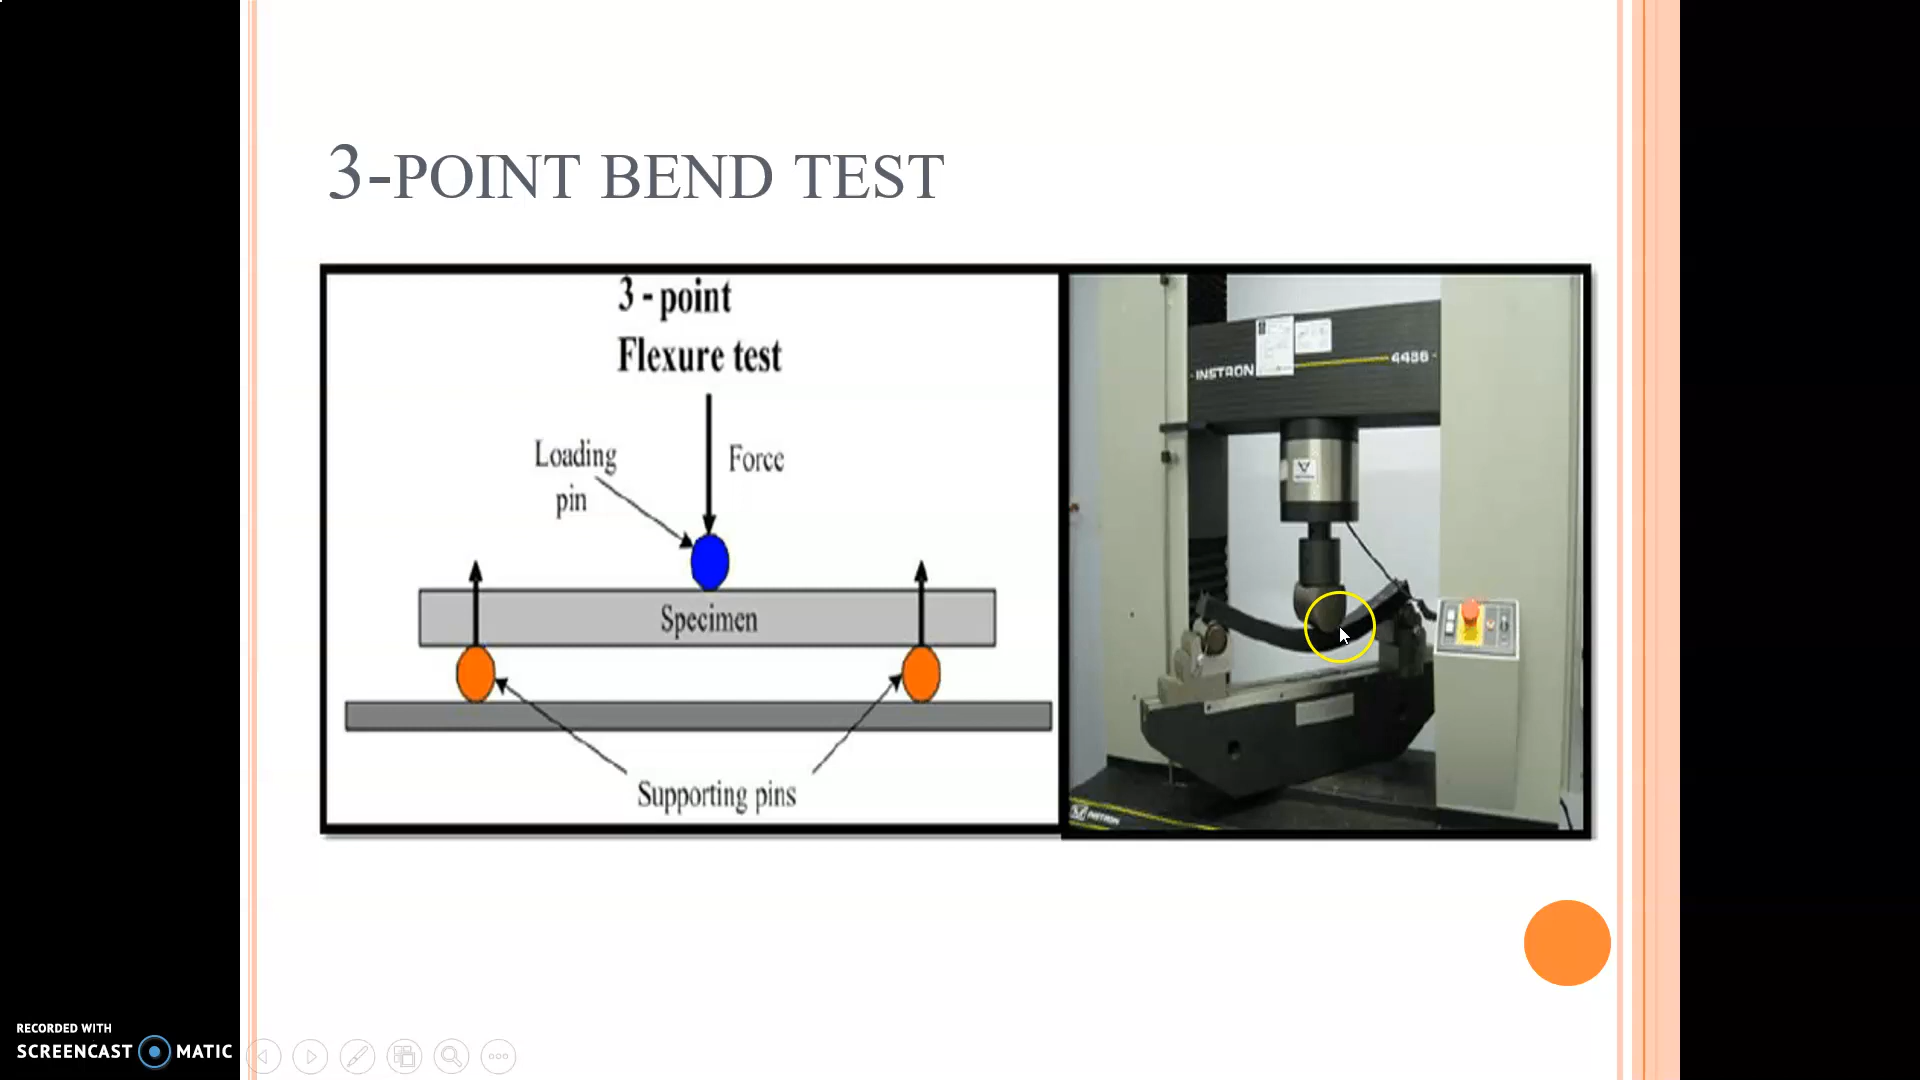 3-POINT BEND TEST
3 - point
Flexure test
Loading
pin
Force
Specimen
Supporting pins
INSTRON
4486
INSTRON
RECORDED WITH
SCREENCAST MATIC